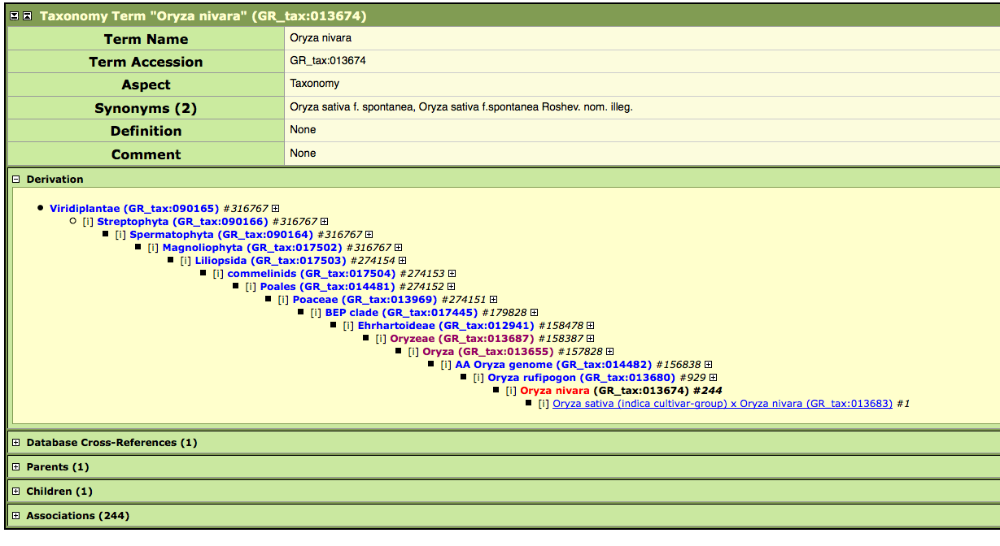 Taxonomy Term "Oryza nivara" (GR_tax:013674)
Term Name Oryza nivara
Term Accession GR_tax:013674
Aspect Taxonomy
Synonyms (2) Oryza sativa f. spontanea, Oryza sativa f.spontanea Roshev. nom. illeg.
Definition None
Comment None
Derivation
Viridiplantae (GR_tax:090165) #316767
[i] Streptophyta (GR_tax:090166) #316767
[i] Spermatophyta (GR_tax:090164) #316767
[i] Magnoliophyta (GR_tax:017502) #316767
[i] Liliopsida (GR_tax:017503) #274154
[i] commelinids (GR_tax:017504) #274153
[i] Poales (GR_tax:014481) #274152
[i] Poaceae (GR_tax:013969) #274151
[i] BEP clade (GR_tax:017445) #179828
[i] Ehrhartoideae (GR_tax:012941) #158478
[i] Oryzeae (GR_tax:013687) #158387
[i] Oryza (GR_tax:013655) #157828
[i] AA Oryza genome (GR_tax:014482) #156838
[i] Oryza rufipogon (GR_tax:013680) #929
[i] Oryza nivara (GR_tax:013674) #244
[i] Oryza sativa (indica cultivar-group) x Oryza nivara (GR_tax:013683) #1
Database Cross-References (1)
Parents (1)
Children (1)
Associations (244)